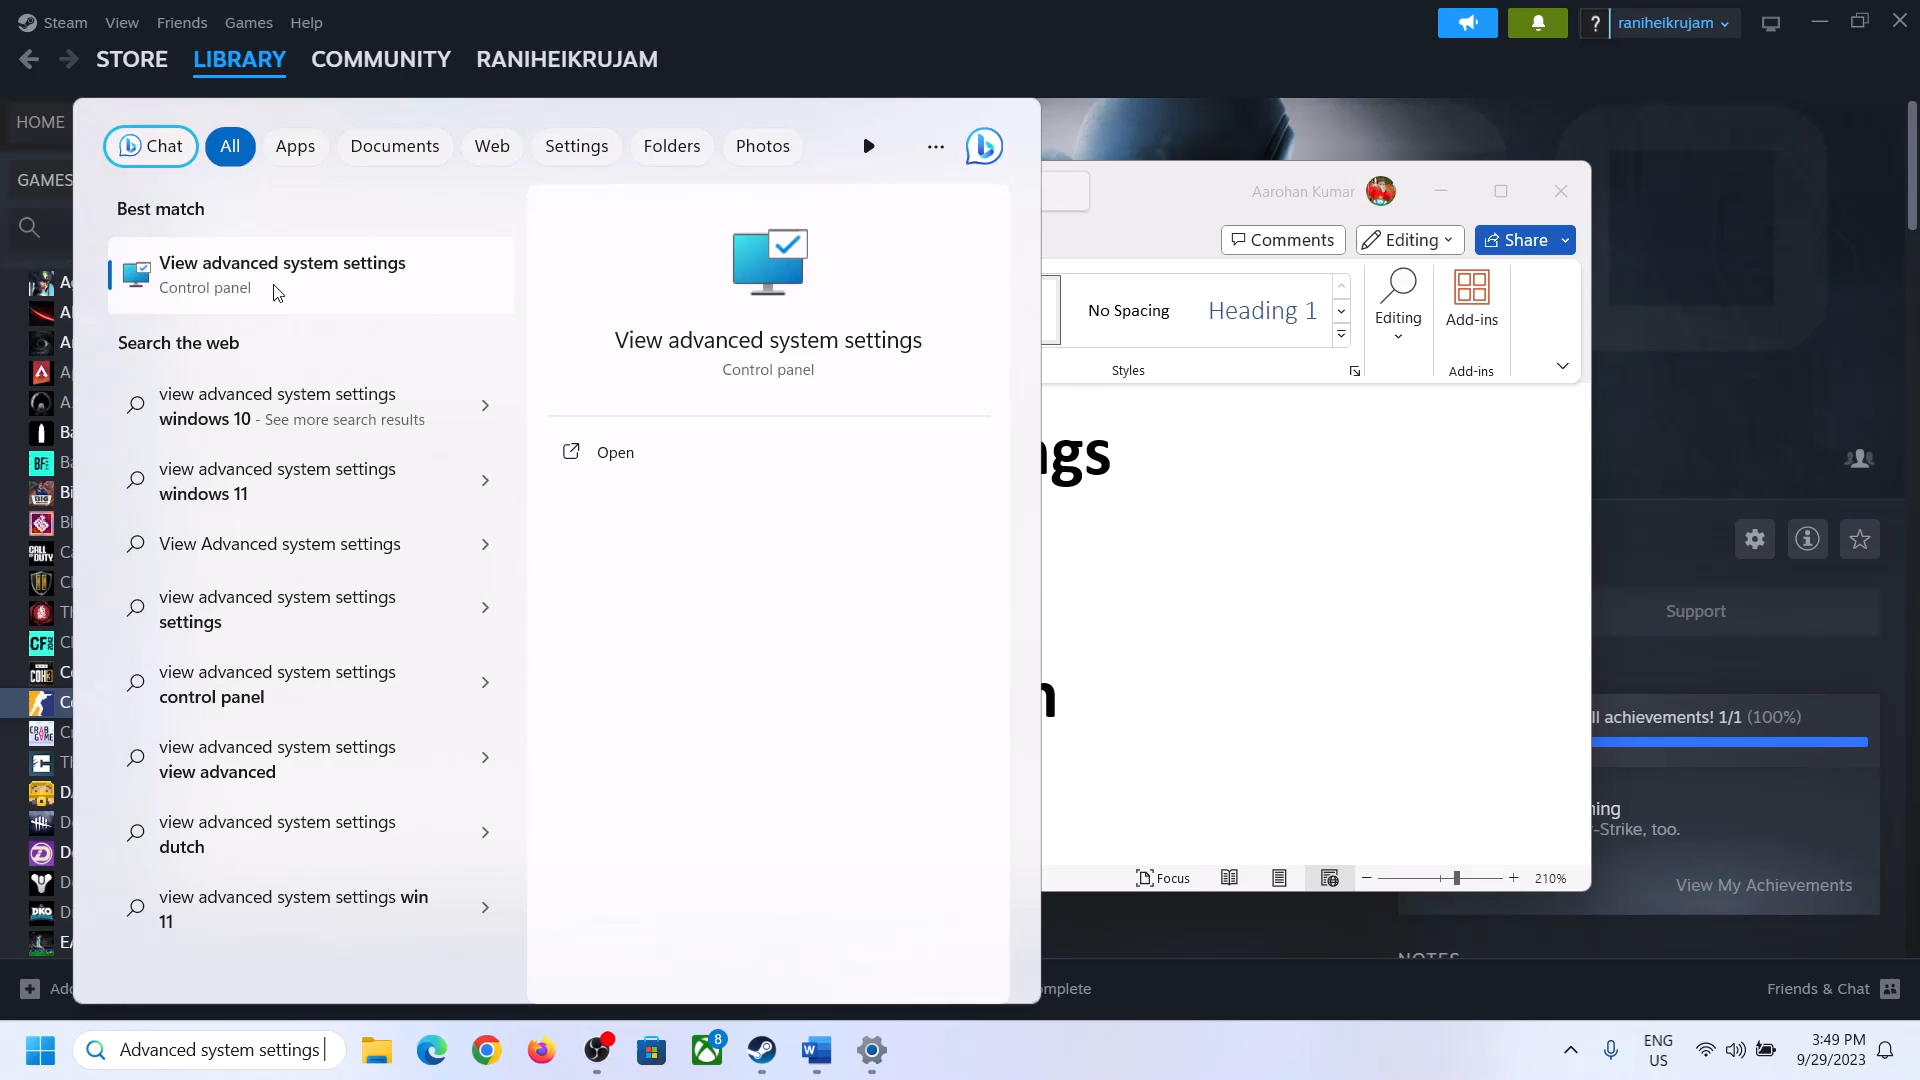 Steam View Friends Games Help
raniheikrujam
STORE LIBRARY COMMUNITY RANIHEIKRUJAM
HOME
GAMES
Chat All Apps Documents Web Settings Folders Photos
Best match
View advanced system settings
Control panel
Search the web
view advanced system settings
windows 10 - See more search results
view advanced system settings
windows 11
View Advanced system settings
view advanced system settings
settings
view advanced system settings
control panel
view advanced system settings
view advanced
view advanced system settings
dutch
view advanced system settings win
11
View advanced system settings
Control panel
Open
Aarohan Kumar
Comments Editing Share
No Spacing Heading 1
Editing
Add-ins
Styles
Add-ins
ngs
n
Focus
210%
Support
ll achievements! 1/1 (100%)
-Strike, too.
View My Achievements
NOTES
Friends & Chat
Advanced system settings
8
ENG
US
3:49 PM
9/29/2023